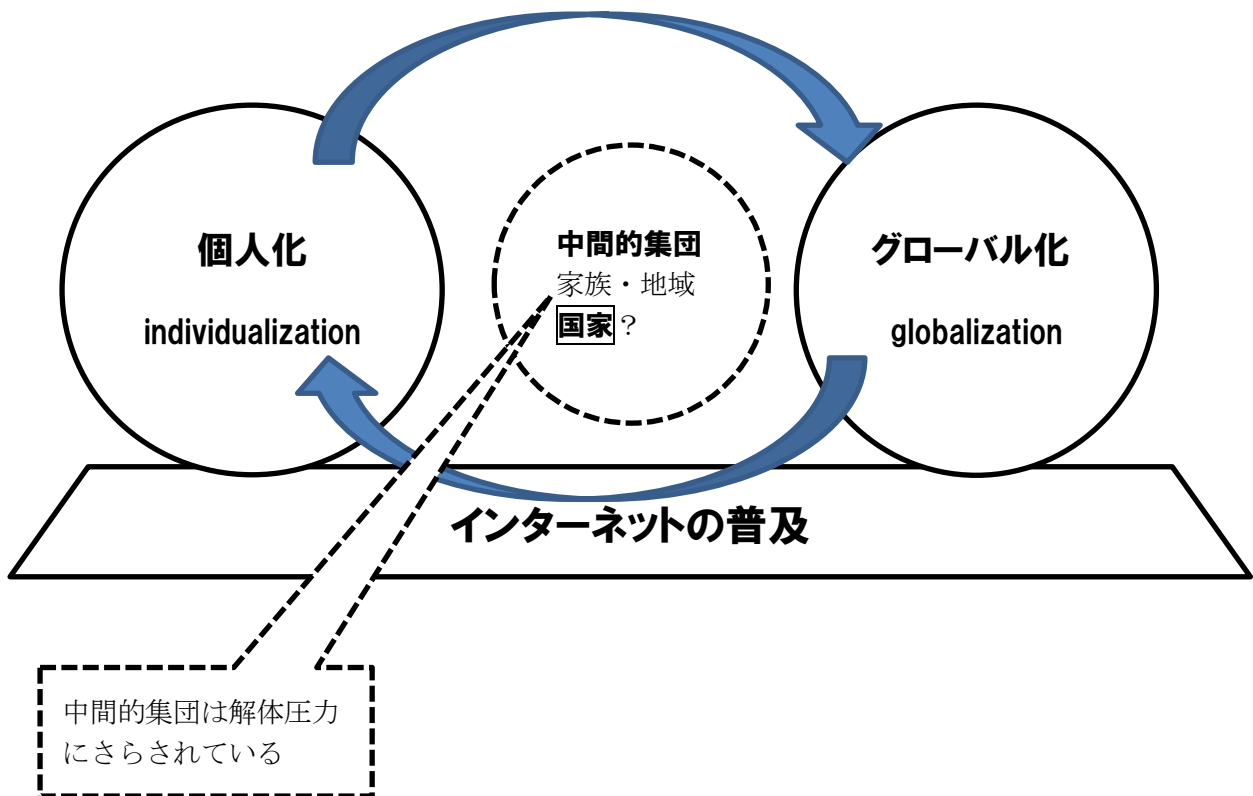 個人化
individualization
中間的集団
家族・地域
国家？
グローバル化
globalization
インターネットの普及
中間的集団は解体圧力
にさらされている